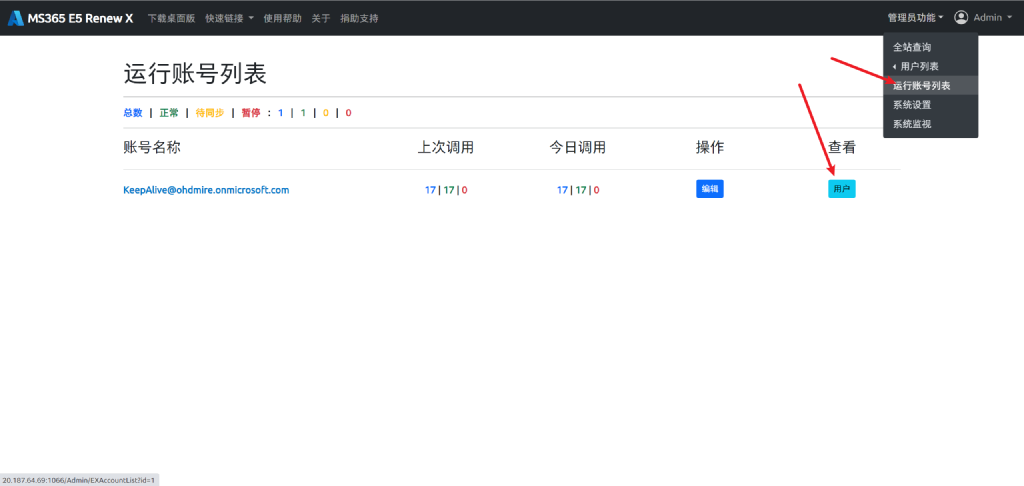 MS365 E5 Renew X 下载桌面版 快速链接 使用帮助 关于 捐助支持 管理员功能 Admin
全站查询
用户列表
运行账号列表
系统设置
系统监视
运行账号列表
总数 | 正常 | 待同步 | 暂停 : 1 | 1 | 0 | 0
账号名称 上次调用 今日调用 操作 查看
KeepAlive@ohdmire.onmicrosoft.com 17 | 17 | 0 17 | 17 | 0 编辑 用户
20.187.64.69:1066/Admin/EXAccountList?id=1